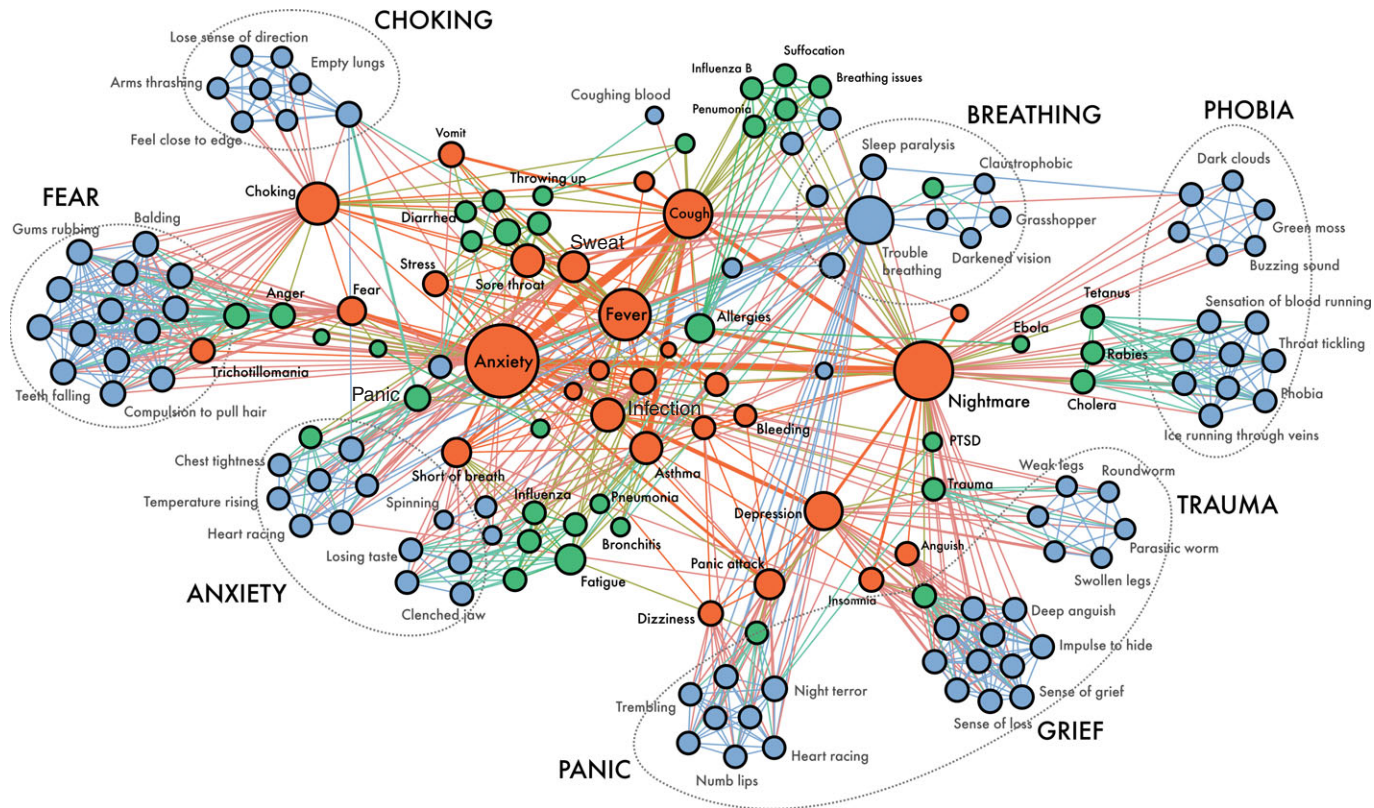 CHOKING
Lose sense of direction
Empty lungs
Arms thrashing
Feel close to edge
Suffocation
Influenza B
Breathing issues
Penumonia
Coughing blood
BREATHING
PHOBIA
Vomit
Sleep paralysis
Claustrophobic
Dark clouds
Choking
Throwing up
Cough
Grasshopper
Green moss
FEAR
Balding
Gums rubbing
Diarrhea
Sweat
Trouble
breathing
Darkened vision
Buzzing sound
Stress
Sore throat
Anger
Fear
Fever
Allergies
Tetanus
Sensation of blood running
Ebola
Rabies
Throat tickling
Anxiety
Trichotillomania
Teeth falling
Panic
Compulsion to pull hair
Infection
Nightmare
Cholera
Phobia
Bleeding
Ice running through veins
PTSD
Chest tightness
Short of breath
Asthma
Weak legs
Roundworm
Temperature rising
Spinning
Influenza
Pneumonia
Trauma
TRAUMA
Heart racing
Depression
Losing taste
Bronchitis
Anguish
Parasitic worm
Panic attack
Swollen legs
ANXIETY
Clenched jaw
Fatigue
Insomnia
Dizziness
Deep anguish
Impulse to hide
Night terror
Trembling
Sense of grief
Sense of loss
GRIEF
Heart racing
PANIC
Numb lips